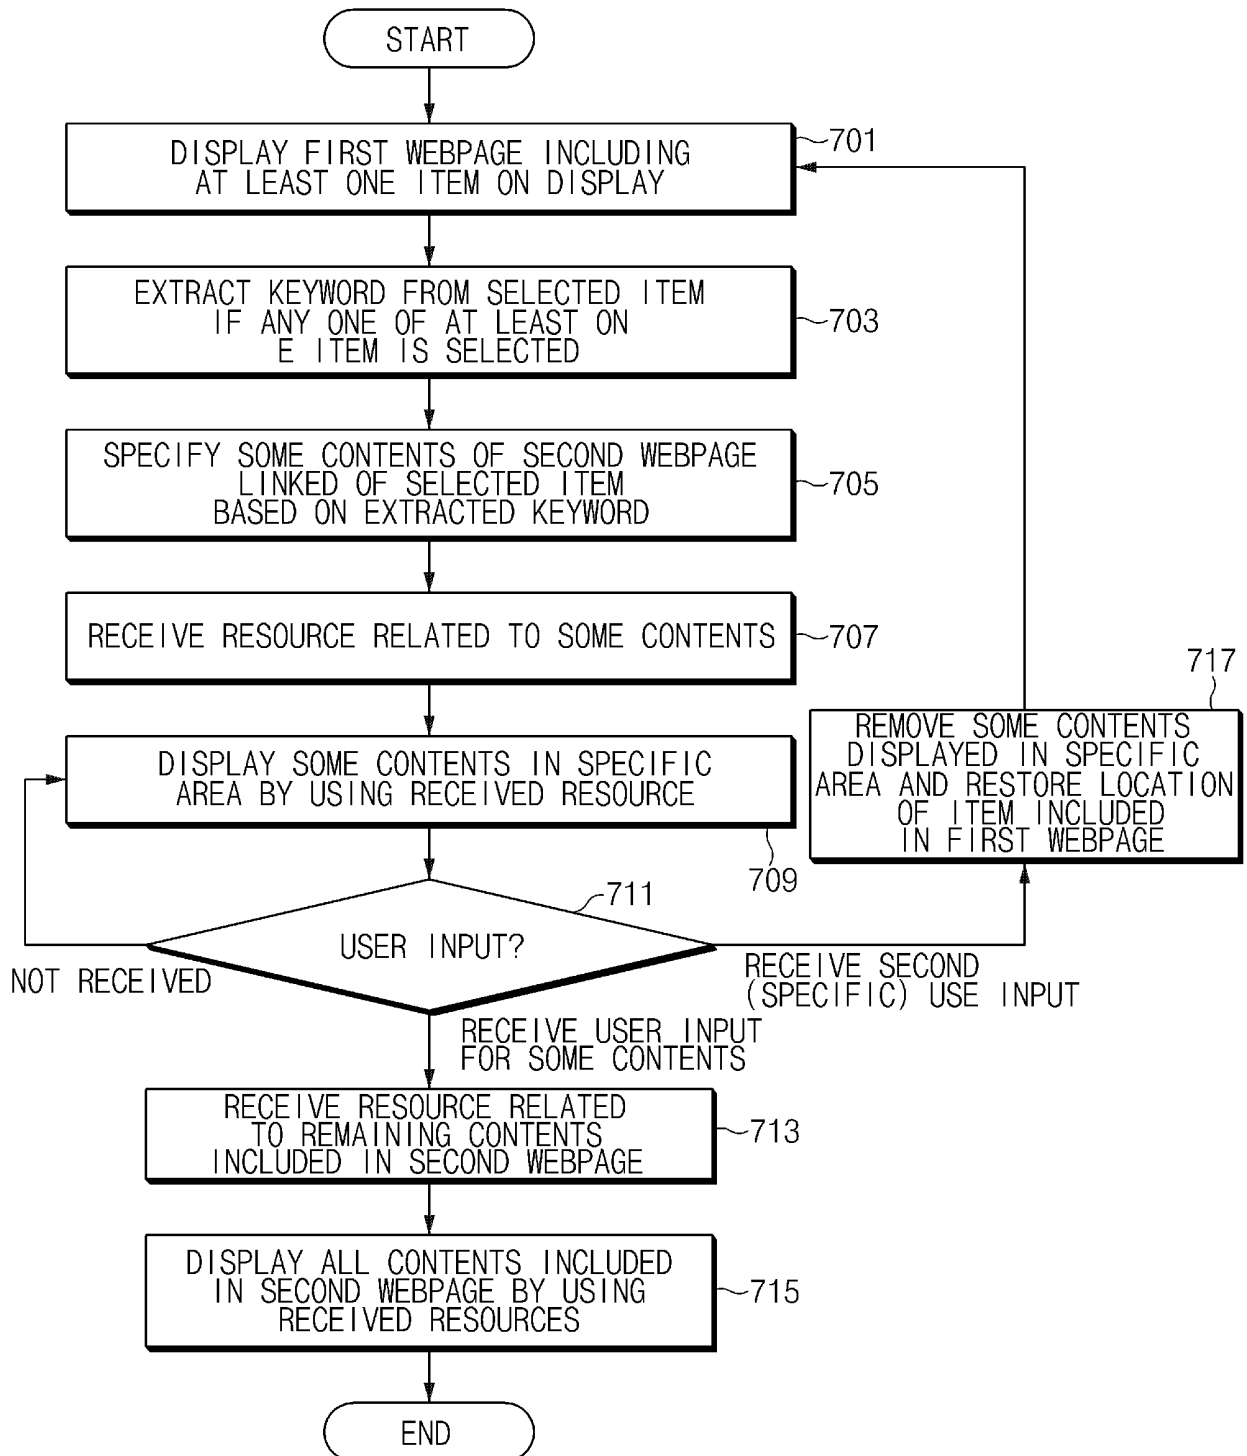 START
DISPLAY FIRST WEBPAGE INCLUDING
AT LEAST ONE ITEM ON DISPLAY
701
EXTRACT KEYWORD FROM SELECTED ITEM
IF ANY ONE OF AT LEAST ON
E ITEM IS SELECTED
703
SPECIFY SOME CONTENTS OF SECOND WEBPAGE
LINKED OF SELECTED ITEM
BASED ON EXTRACTED KEYWORD
705
RECEIVE RESOURCE RELATED TO SOME CONTENTS
707
DISPLAY SOME CONTENTS IN SPECIFIC
AREA BY USING RECEIVED RESOURCE
709
717
REMOVE SOME CONTENTS
DISPLAYED IN SPECIFIC
AREA AND RESTORE LOCATION
OF ITEM INCLUDED
IN FIRST WEBPAGE
711
USER INPUT?
NOT RECEIVED
RECEIVE SECOND
(SPECIFIC) USE INPUT
RECEIVE USER INPUT
FOR SOME CONTENTS
RECEIVE RESOURCE RELATED
TO REMAINING CONTENTS
INCLUDED IN SECOND WEBPAGE
713
DISPLAY ALL CONTENTS INCLUDED
IN SECOND WEBPAGE BY USING
RECEIVED RESOURCES
715
END